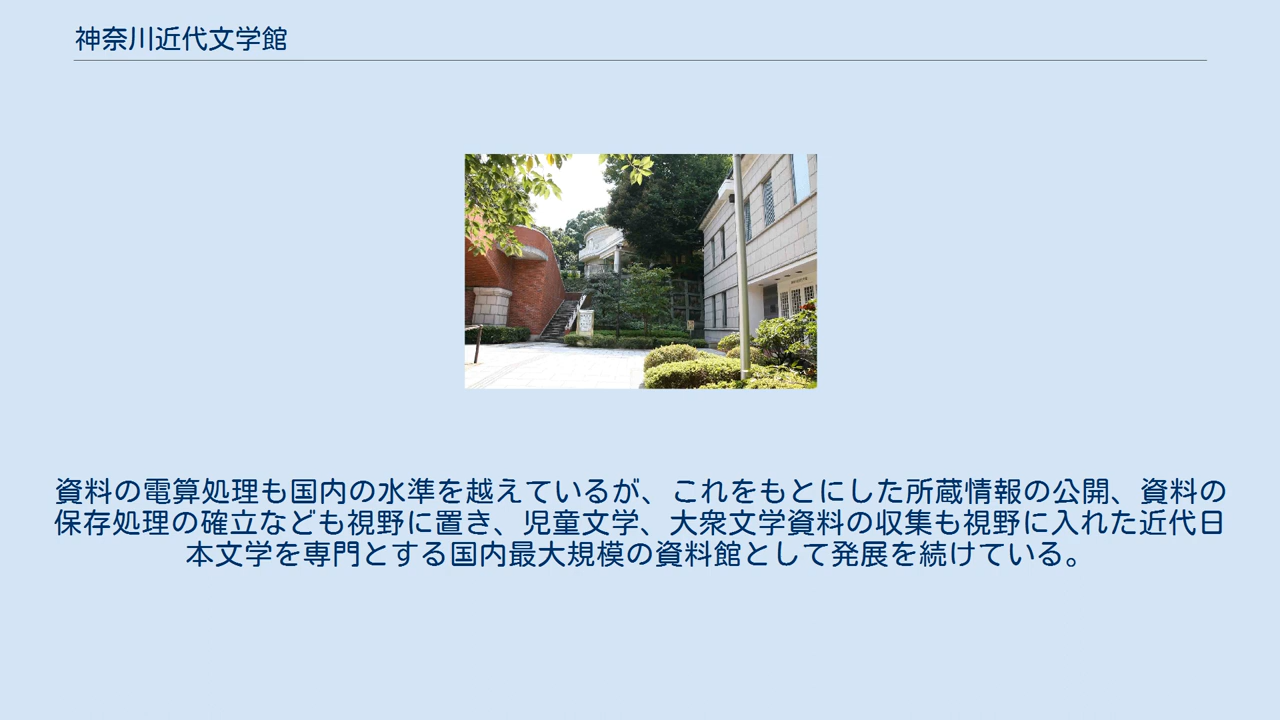 神奈川近代文学館
資料の電算処理も国内の水準を越えているが、これをもとにした所蔵情報の公開、資料の
保存処理の確立なども視野に置き、児童文学、大衆文学資料の収集も視野に入れた近代日
本文学を専門とする国内最大規模の資料館として発展を続けている。